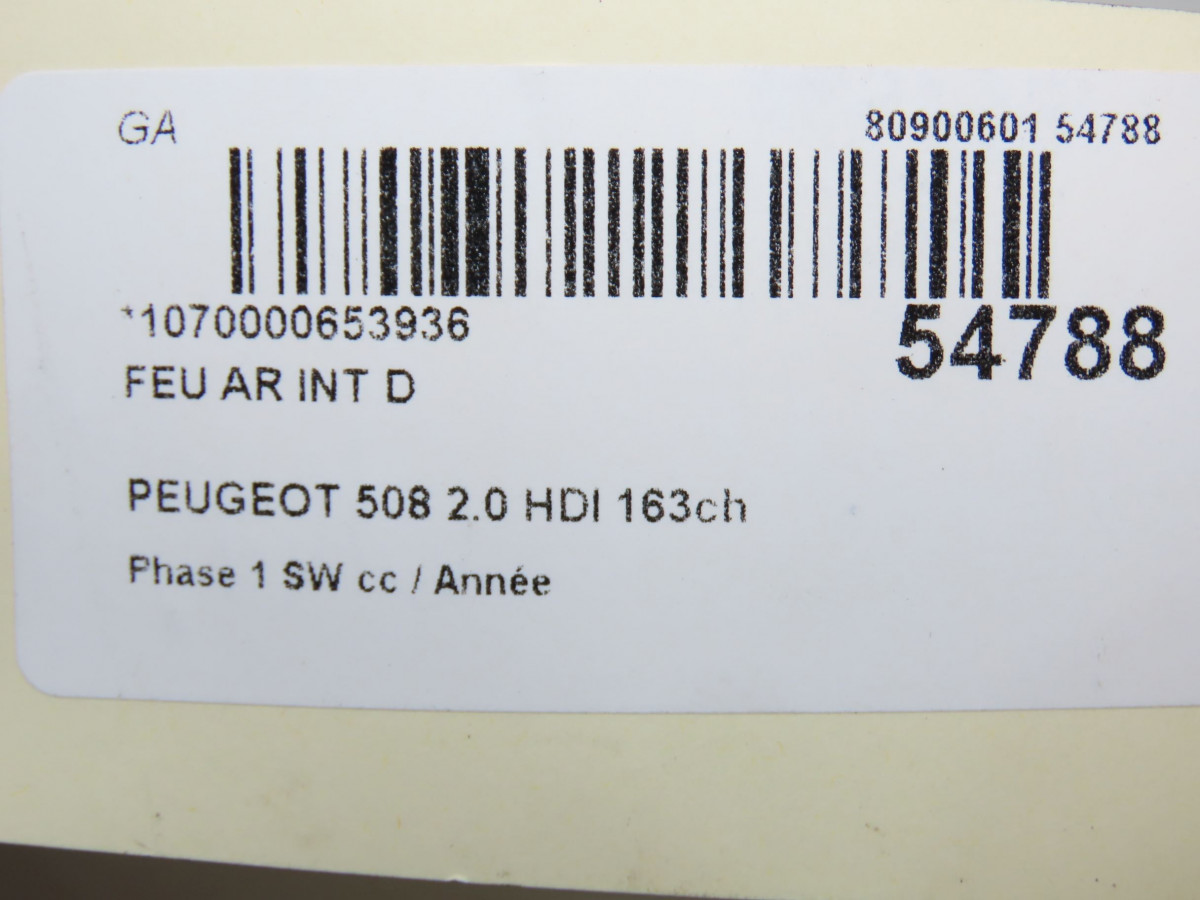 GA
80900601 54788
*1070000653936
54788
FEU AR INT D
PEUGEOT 508 2.0 HDI 163ch
Phase 1 SW cc / Année